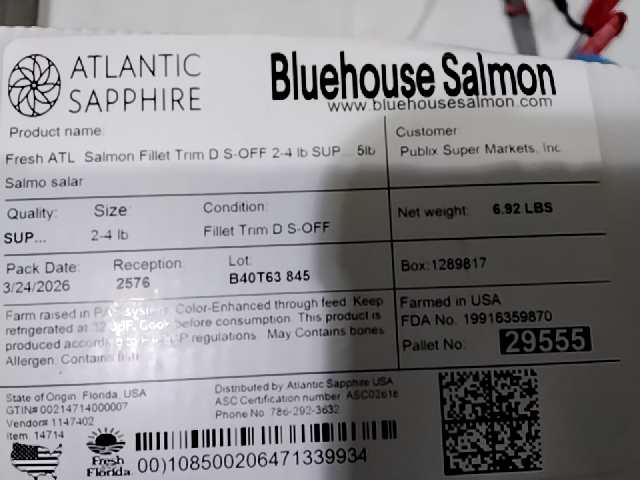 ATLANTIC
SAPPHIRE
Bluehouse Salmon
www.bluehousesalmon.com
Product name:
Fresh ATL Salmon Fillet Trim D S-OFF 2-4 lb SUP... 5lb
Salmo salar
Customer
Publix Super Markets, Inc
Quality:
SUP...
Size:
2-4 lb
Condition:
Fillet Trim D S-OFF
Net weight: 6.92 LBS
Pack Date:
3/24/2026
Reception:
2576
Lot:
B40T63 845
Box:1289817
Farm raised in Color-Enhanced through feed. Keep
refrigerated at Cook before consumption. This product is
produced regulations. May Contains bones
Allergen: Contains
Farmed in USA
FDA No. 19916359870
Pallet No: 29555
State of Origin: Florida, USA
GTIN# 00214714000007
Vendor# 1147402
Item: 14714
Distributed by Atlantic Sapphire USA
ASC Certification number ASC02618
Phone No 786-292-3632
Fresh
Florida
00)108500206471339934